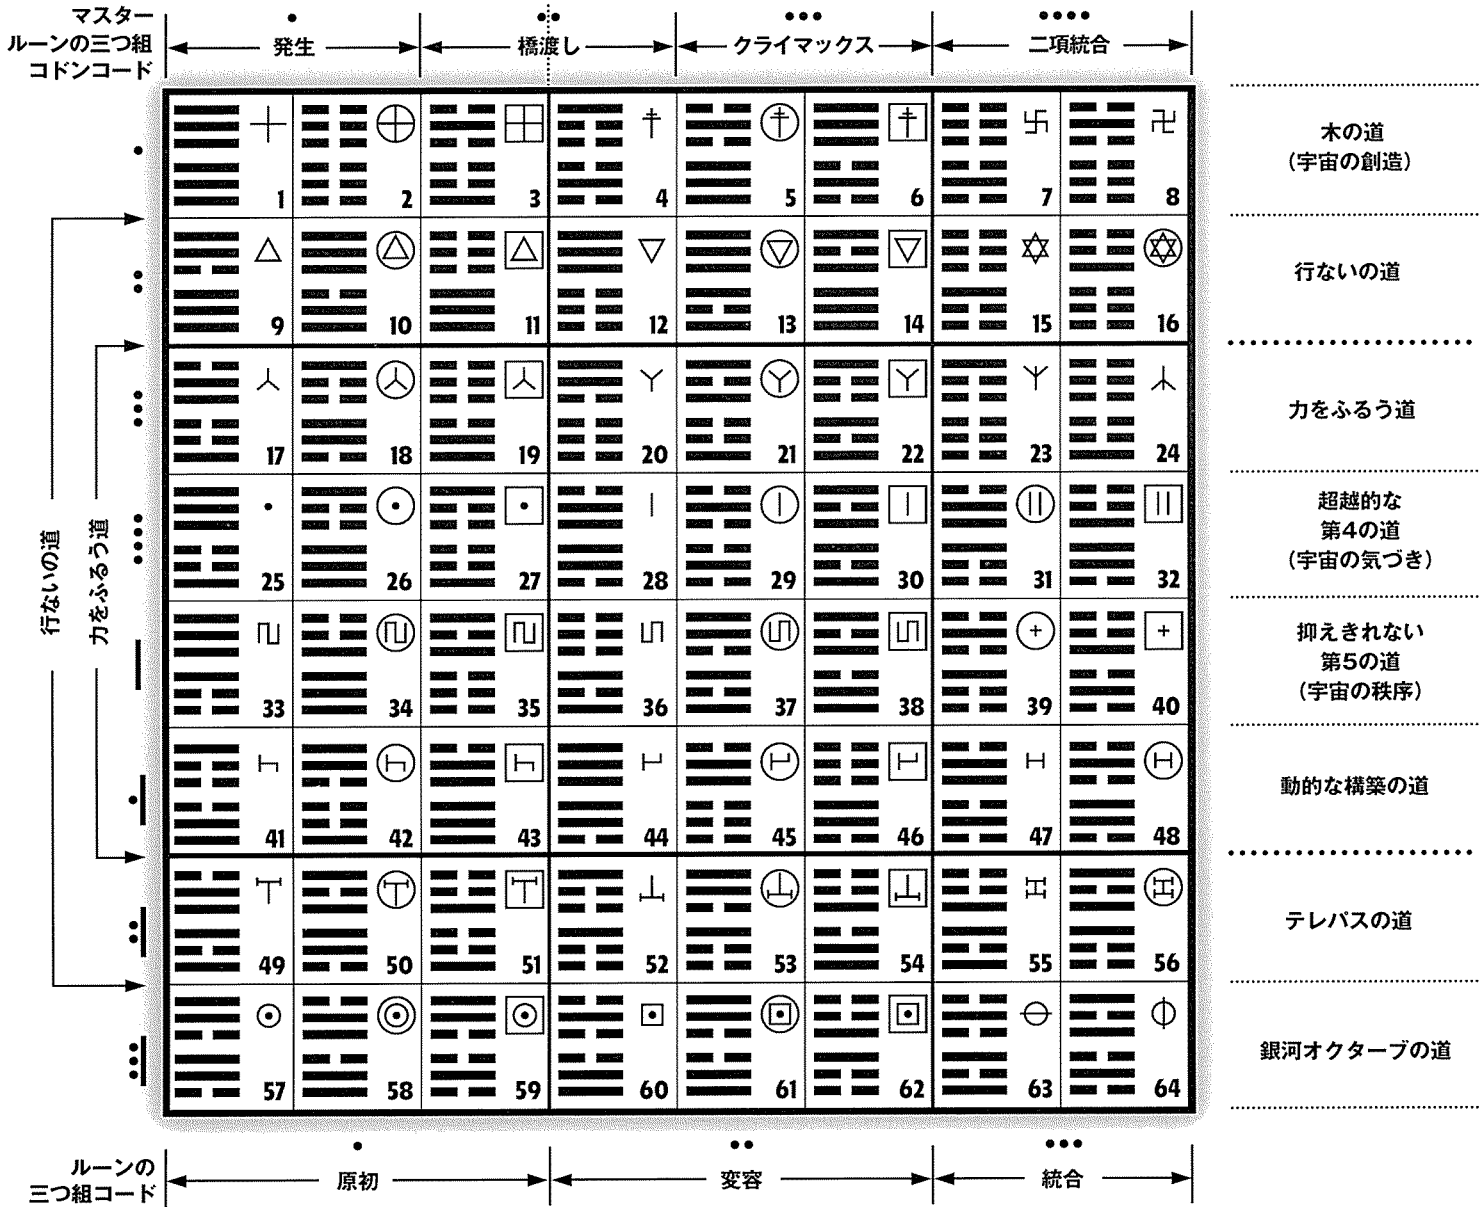 マスター
ルーンの三つ組
コドンコード
発生
橋渡し
クライマックス
二項統合
1 2 3 4 5 6 7 8
木の道
(宇宙の創造)
9 10 11 12 13 14 15 16
行ないの道
17 18 19 20 21 22 23 24
力をふるう道
25 26 27 28 29 30 31 32
超越的な
第4の道
(宇宙の気づき)
行ないの道
力をふるう道
33 34 35 36 37 38 39 40
抑えきれない
第5の道
(宇宙の秩序)
41 42 43 44 45 46 47 48
動的な構築の道
49 50 51 52 53 54 55 56
テレパスの道
57 58 59 60 61 62 63 64
銀河オクターブの道
ルーンの
三つ組コード
原初
変容
統合